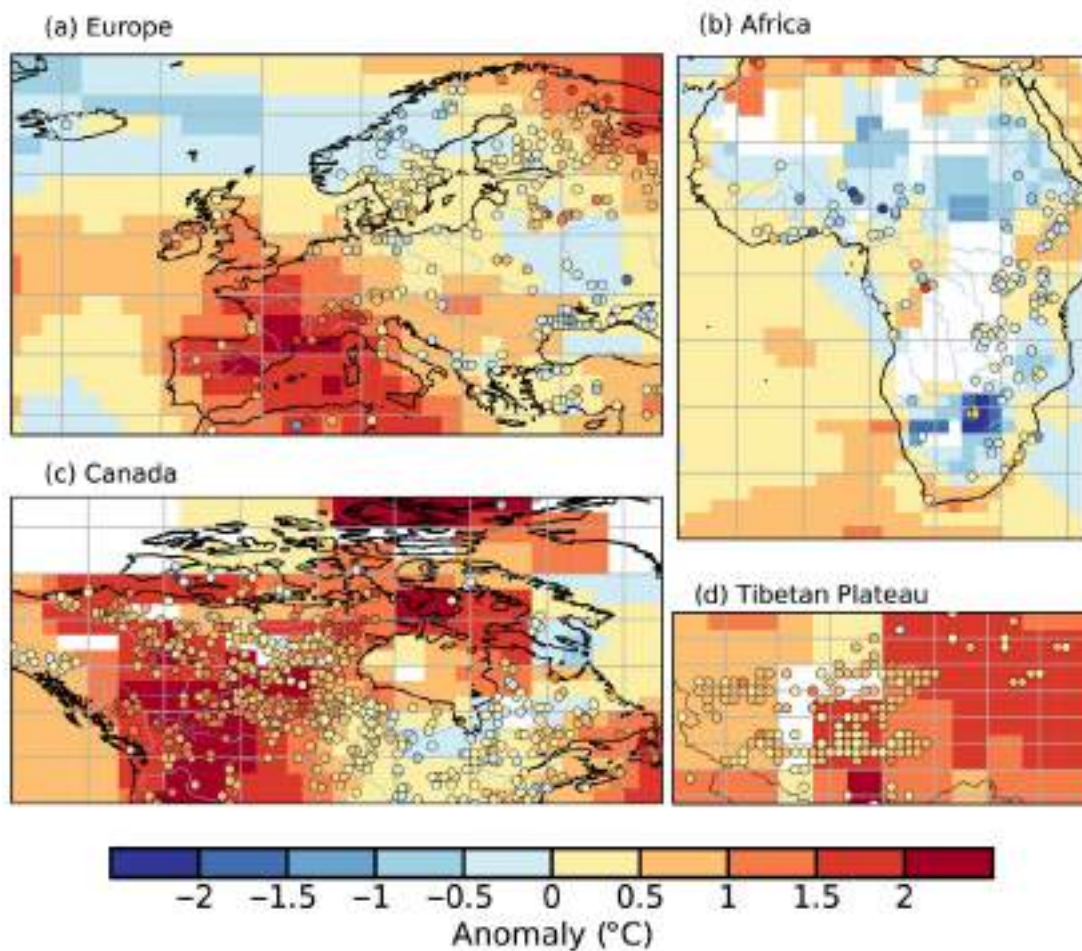 (a) Europe
(b) Africa
(c) Canada
(d) Tibetan Plateau
−2 −1.5 −1 −0.5 0 0.5 1 1.5 2
Anomaly (°C)